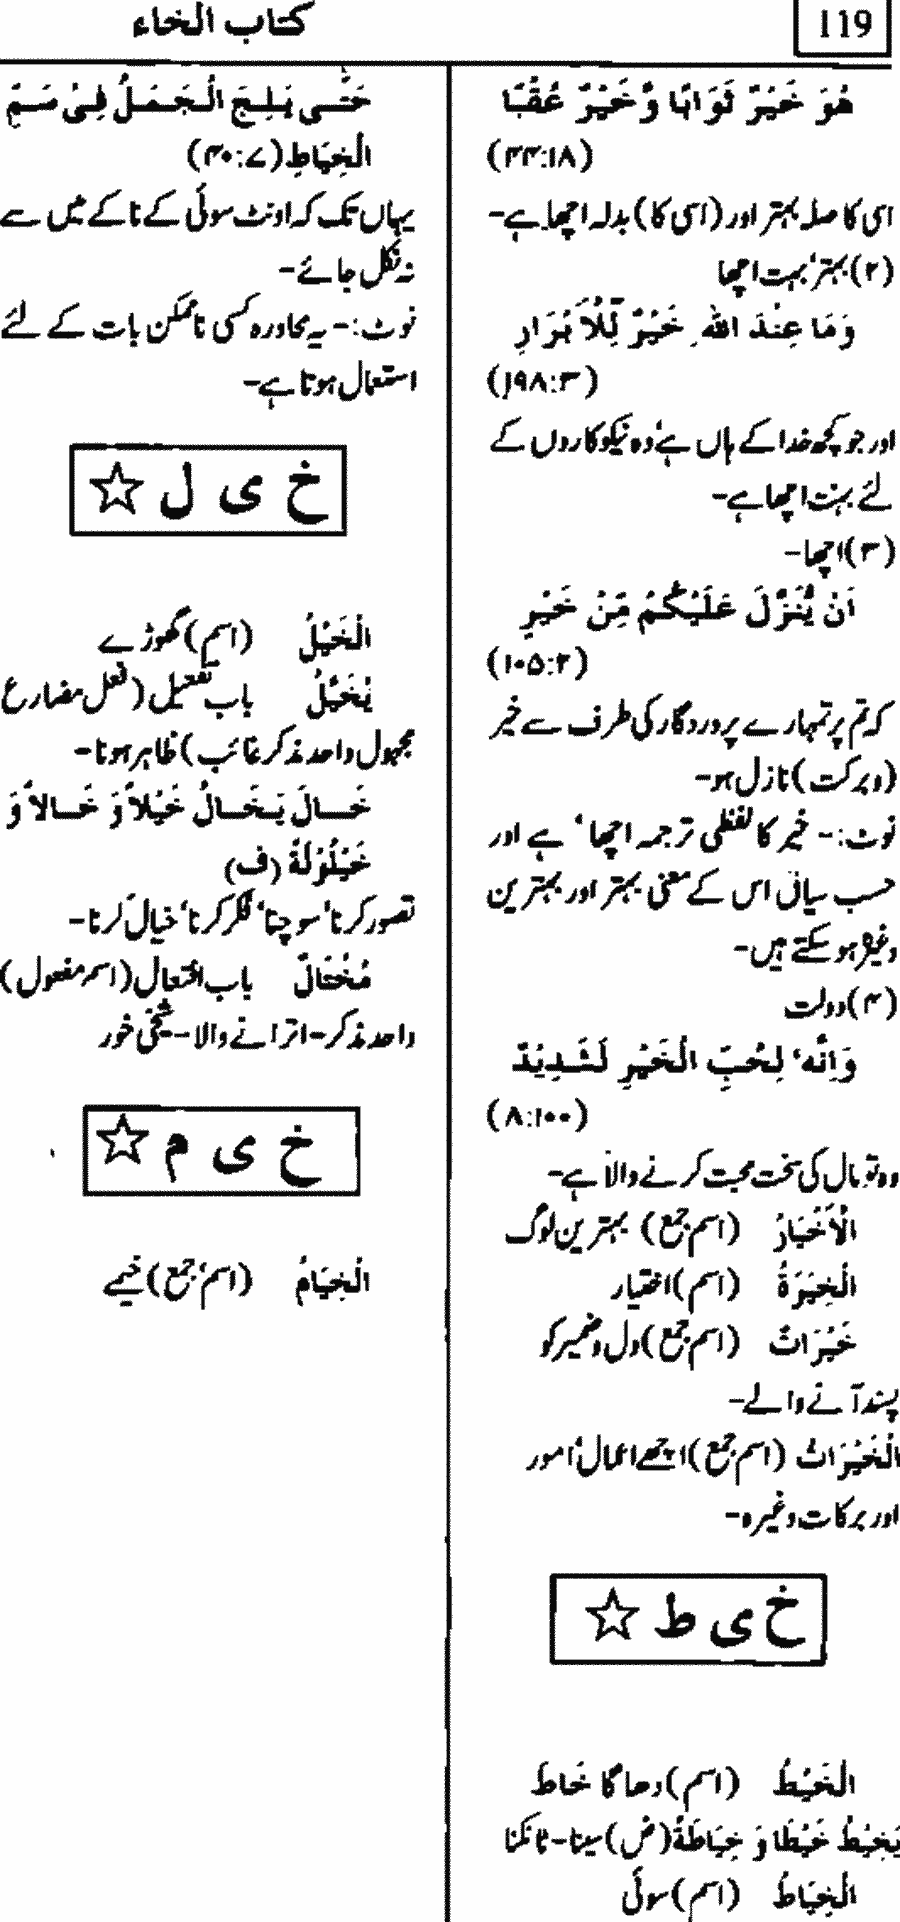 119
كتاب الخاء
هُوَ خَيْرٌ ثَوَابًا وَّخَيْرٌ عُقْبًا
(۴۴:۱۸)
اسی کا صلہ بہتر اور (اسی کا) بدلہ اچھا ہے۔
(۲) بہتر' بہت اچھا
وَمَا عِنْدَ اللّٰهِ خَيْرٌ لِّلْاَبْرَارِ
(۱۹۸:۳)
اور جو کچھ خدا کے ہاں ہے' وہ نیکوکاروں کے
لئے بہت اچھا ہے۔
(۳) اچھا۔
اَنْ يُّنَزَّلَ عَلَيْكُمْ مِّنْ خَيْرٍ
(۱۰۵:۲)
کہ تم پر تمہارے پروردگار کی طرف سے خیر
(وبرکت) نازل ہو۔
نوٹ:۔ خیر کا لفظی ترجمہ اچھا' ہے اور
حسب سیاق اس کے معنی بہتر اور بہترین
وغیرہ ہو سکتے ہیں۔
(۴) دولت
وَاِنَّهٗ لِحُبِّ الْخَيْرِ لَشَدِيْدٌ
(۸:۱۰۰)
وہ تو مال کی سخت محبت کرنے والا ہے۔
الْاَخْيَارُ (اسم جمع) بہترین لوگ
الْخِيَرَةُ (اسم) اختیار
خَيْرَاتٌ (اسم جمع) دل و ضمیر کو
پسند آنے والے۔
الْخَيْرَاتُ (اسم جمع) اچھے اعمال' امور
اور برکات وغیرہ۔
خ ی ط ☆
الْخَيْطُ (اسم) دھاگا خَاطَ
يَخِيْطُ خَيْطًا وَ خِيَاطَةً (ض) سینا۔ ٹانکنا
الْخِيَاطُ (اسم) سوئی
حَتّٰى يَلِجَ الْجَمَلُ فِىْ سَمِّ
الْخِيَاطِ (۴۰:۷)
یہاں تک کہ اونٹ سوئی کے ناکے میں سے
نہ نکل جائے۔
نوٹ:۔ یہ محاورہ کسی ناممکن بات کے لئے
استعمال ہوتا ہے۔
خ ی ل ☆
الْخَيْلُ (اسم) گھوڑے
يُخَيَّلُ باب تفعیل (فعل مضارع
مجہول واحد مذکر غائب) ظاہر ہونا۔
خَالَ يَخَالُ خَيْلاً وَ خَالاً وَ
خَيْلُوْلَةً (ف)
تصور کرنا' سوچنا' فکر کرنا' خیال کرنا۔
مُخْتَالٌ باب افتعال (اسم مفعول)
واحد مذکر۔ اترانے والا۔۔ شیخی خور
خ ی م ☆
الْخِيَامُ (اسم' جمع) خیمے